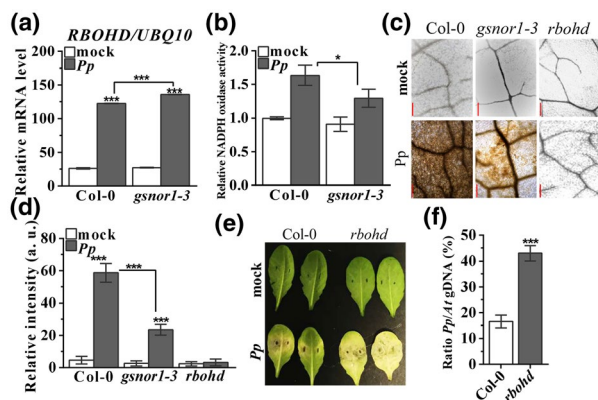 (a)
RBOHD/UBQ10
mock
Pp
Relative mRNA level
200
150
100
50
0
***
***
***
Col-0 gsnor1-3
(b)
mock
Pp
Relative NADPH oxidase activity
2.0
1.5
1.0
0.5
0.0
*
Col-0 gsnor1-3
(c)
Col-0 gsnor1-3 rbohd
mock
Pp
(d)
mock
Pp
Relative intensity (a. u.)
80
60
40
20
0
***
***
***
Col-0 gsnor1-3 rbohd
(e)
Col-0 rbohd
mock
Pp
(f)
Ratio Pp/At gDNA (%)
50
40
30
20
10
0
***
Col-0
rbohd